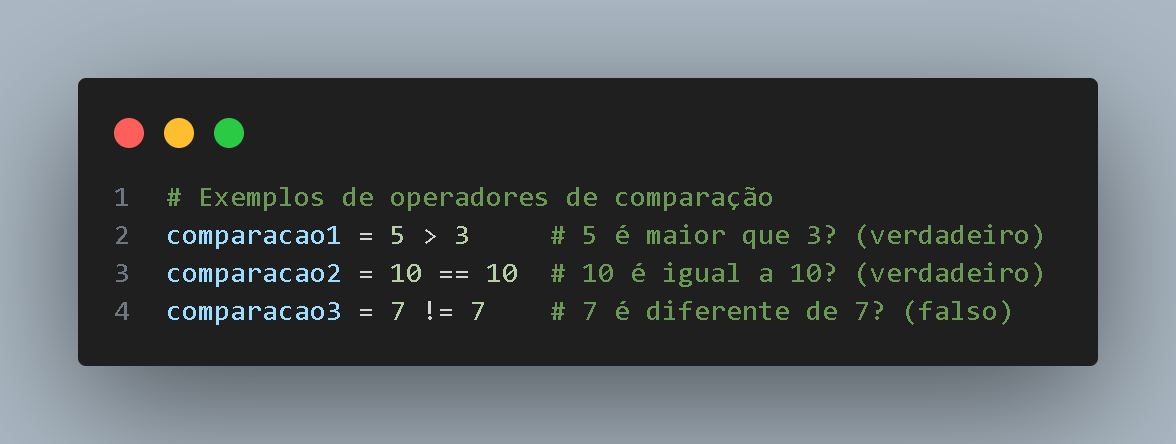 1 # Exemplos de operadores de comparação
2 comparacao1 = 5 > 3     # 5 é maior que 3? (verdadeiro)
3 comparacao2 = 10 == 10  # 10 é igual a 10? (verdadeiro)
4 comparacao3 = 7 != 7    # 7 é diferente de 7? (falso)